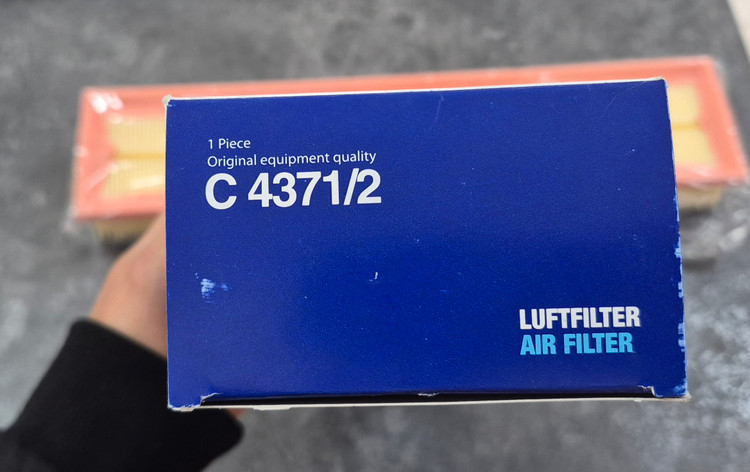 1 Piece
Original equipment quality
C 4371/2
LUFTFILTER
AIR FILTER